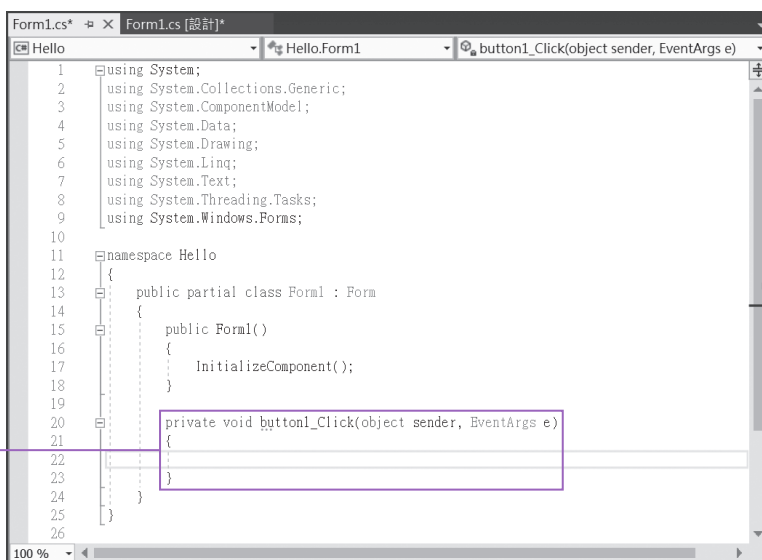 Form1.cs* Form1.cs [設計]*
Hello Hello.Form1 button1_Click(object sender, EventArgs e)
1 using System;
2 using System.Collections.Generic;
3 using System.ComponentModel;
4 using System.Data;
5 using System.Drawing;
6 using System.Linq;
7 using System.Text;
8 using System.Threading.Tasks;
9 using System.Windows.Forms;
10
11 namespace Hello
12 {
13 public partial class Form1 : Form
14 {
15 public Form1()
16 {
17 InitializeComponent();
18 }
19
20 private void button1_Click(object sender, EventArgs e)
21 {
22
23 }
24 }
25 }
26
100 %